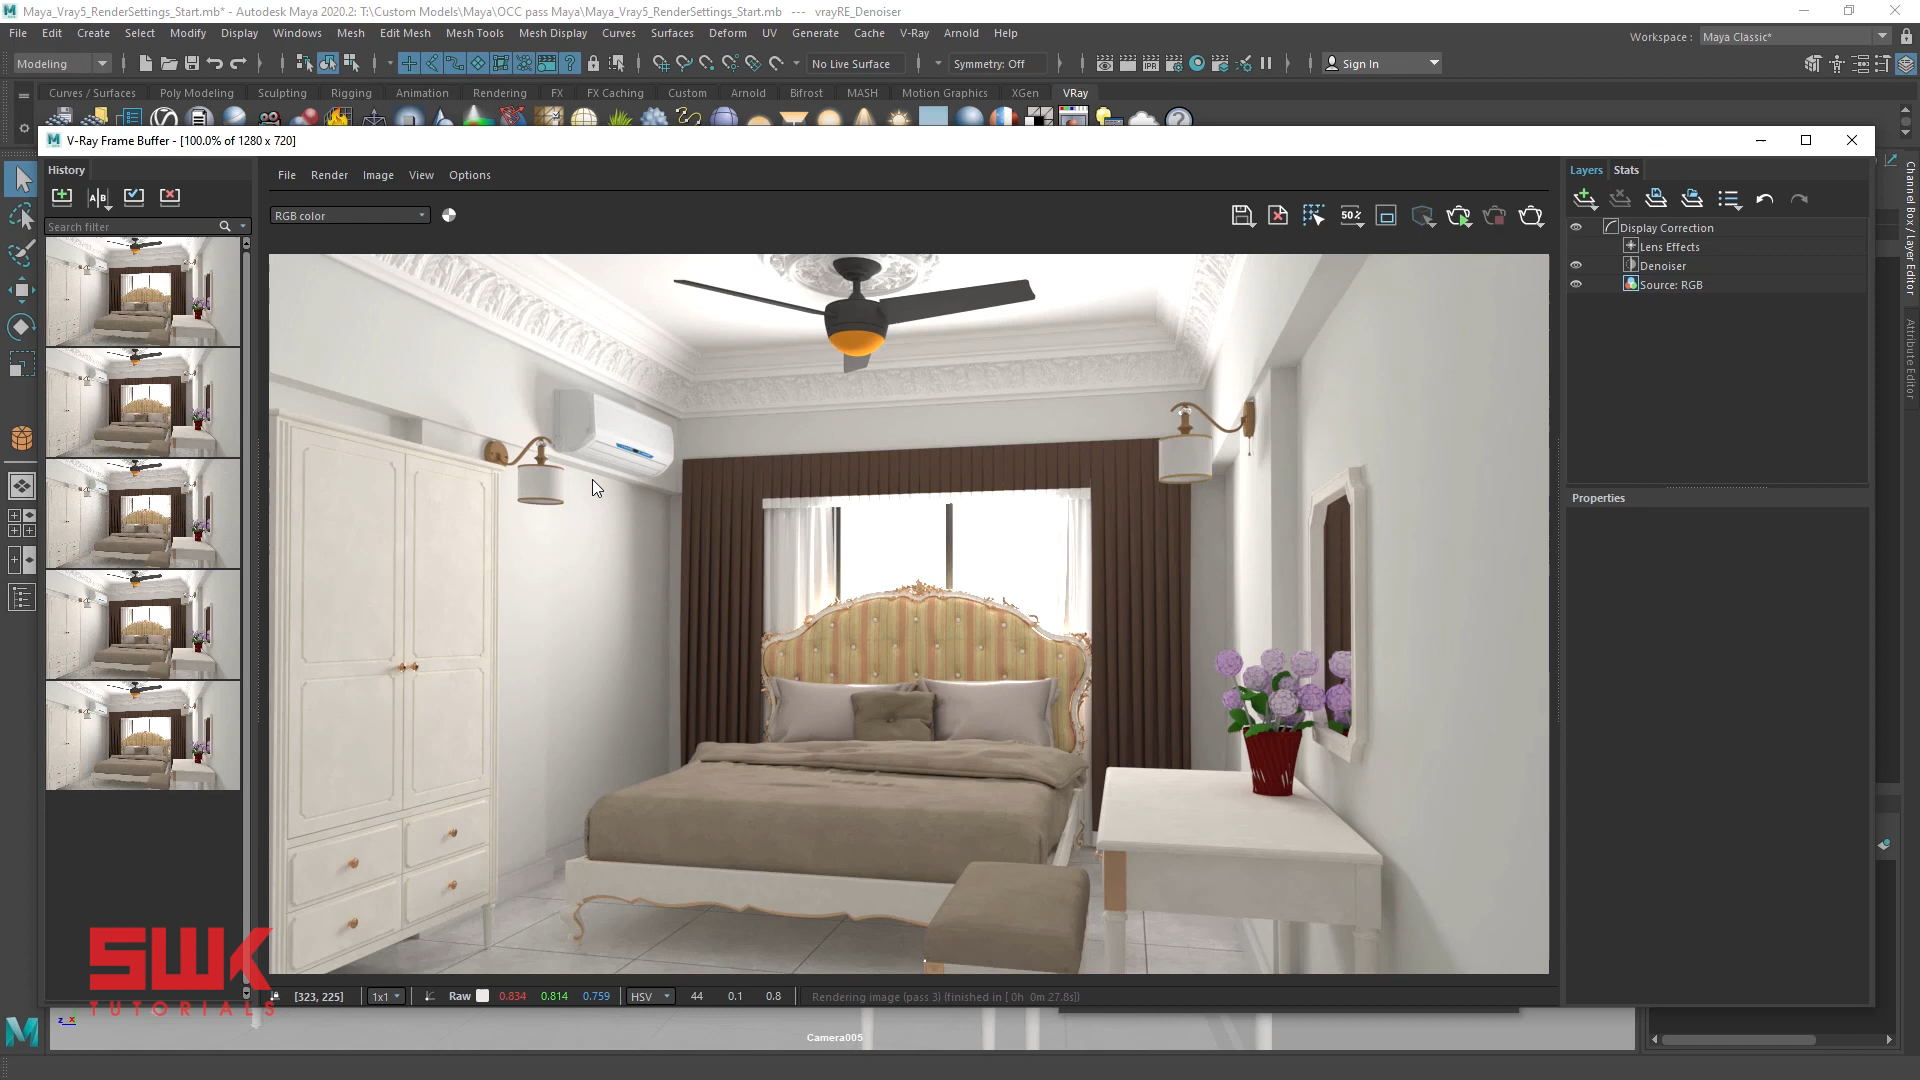 Maya_Vray5_RenderSettings_Start.mb* - Autodesk Maya 2020.2: T:\Custom Models\Maya\OCC pass Maya\Maya_Vray5_RenderSettings_Start.mb --- vrayRE_Denoiser
File Edit Create Select Modify Display Windows Mesh Edit Mesh Mesh Tools Mesh Display Curves Surfaces Deform UV Generate Cache V-Ray Arnold Help
Workspace : Maya Classic*
Modeling No Live Surface Symmetry: Off Sign In
Curves / Surfaces Poly Modeling Sculpting Rigging Animation Rendering FX FX Caching Custom Arnold Bifrost MASH Motion Graphics XGen VRay
V-Ray Frame Buffer - [100.0% of 1280 x 720]
History
File Render Image View Options
Layers Stats
A B
RGB color
50%
Search filter
Display Correction
Lens Effects
Denoiser
Source: RGB
Properties
Channel Box / Layer Editor
Attribute Editor
SWK
TUTORIALS
[323, 225] 1x1 Raw 0.834 0.814 0.759 HSV 44 0.1 0.8 Rendering image (pass 3) (finished in [ 0h 0m 27.8s])
z x
Camera005